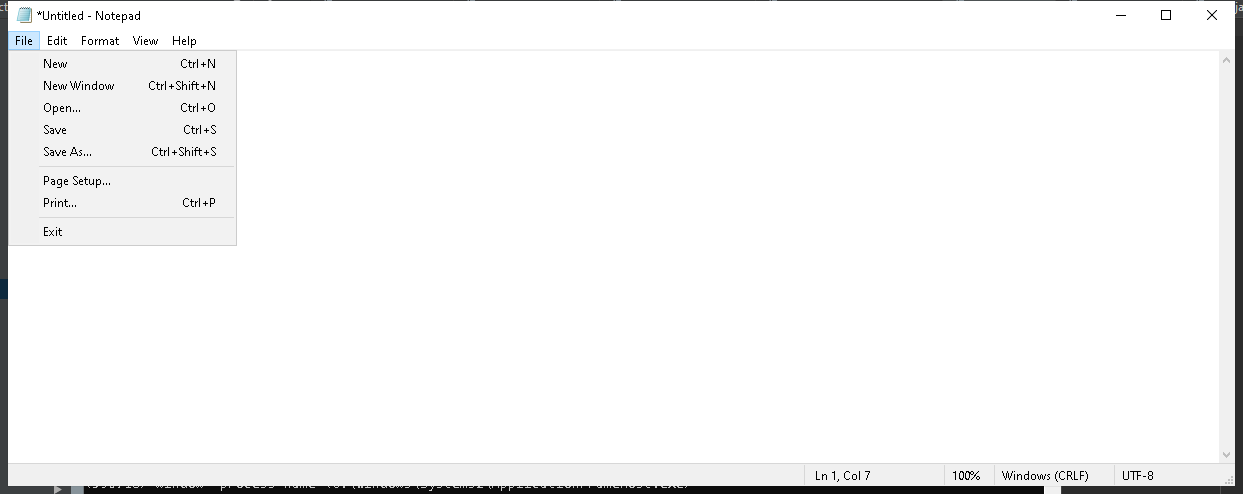 *Untitled - Notepad
File Edit Format View Help
New Ctrl+N
New Window Ctrl+Shift+N
Open... Ctrl+O
Save Ctrl+S
Save As... Ctrl+Shift+S
Page Setup...
Print... Ctrl+P
Exit
Ln 1, Col 7 100% Windows (CRLF) UTF-8